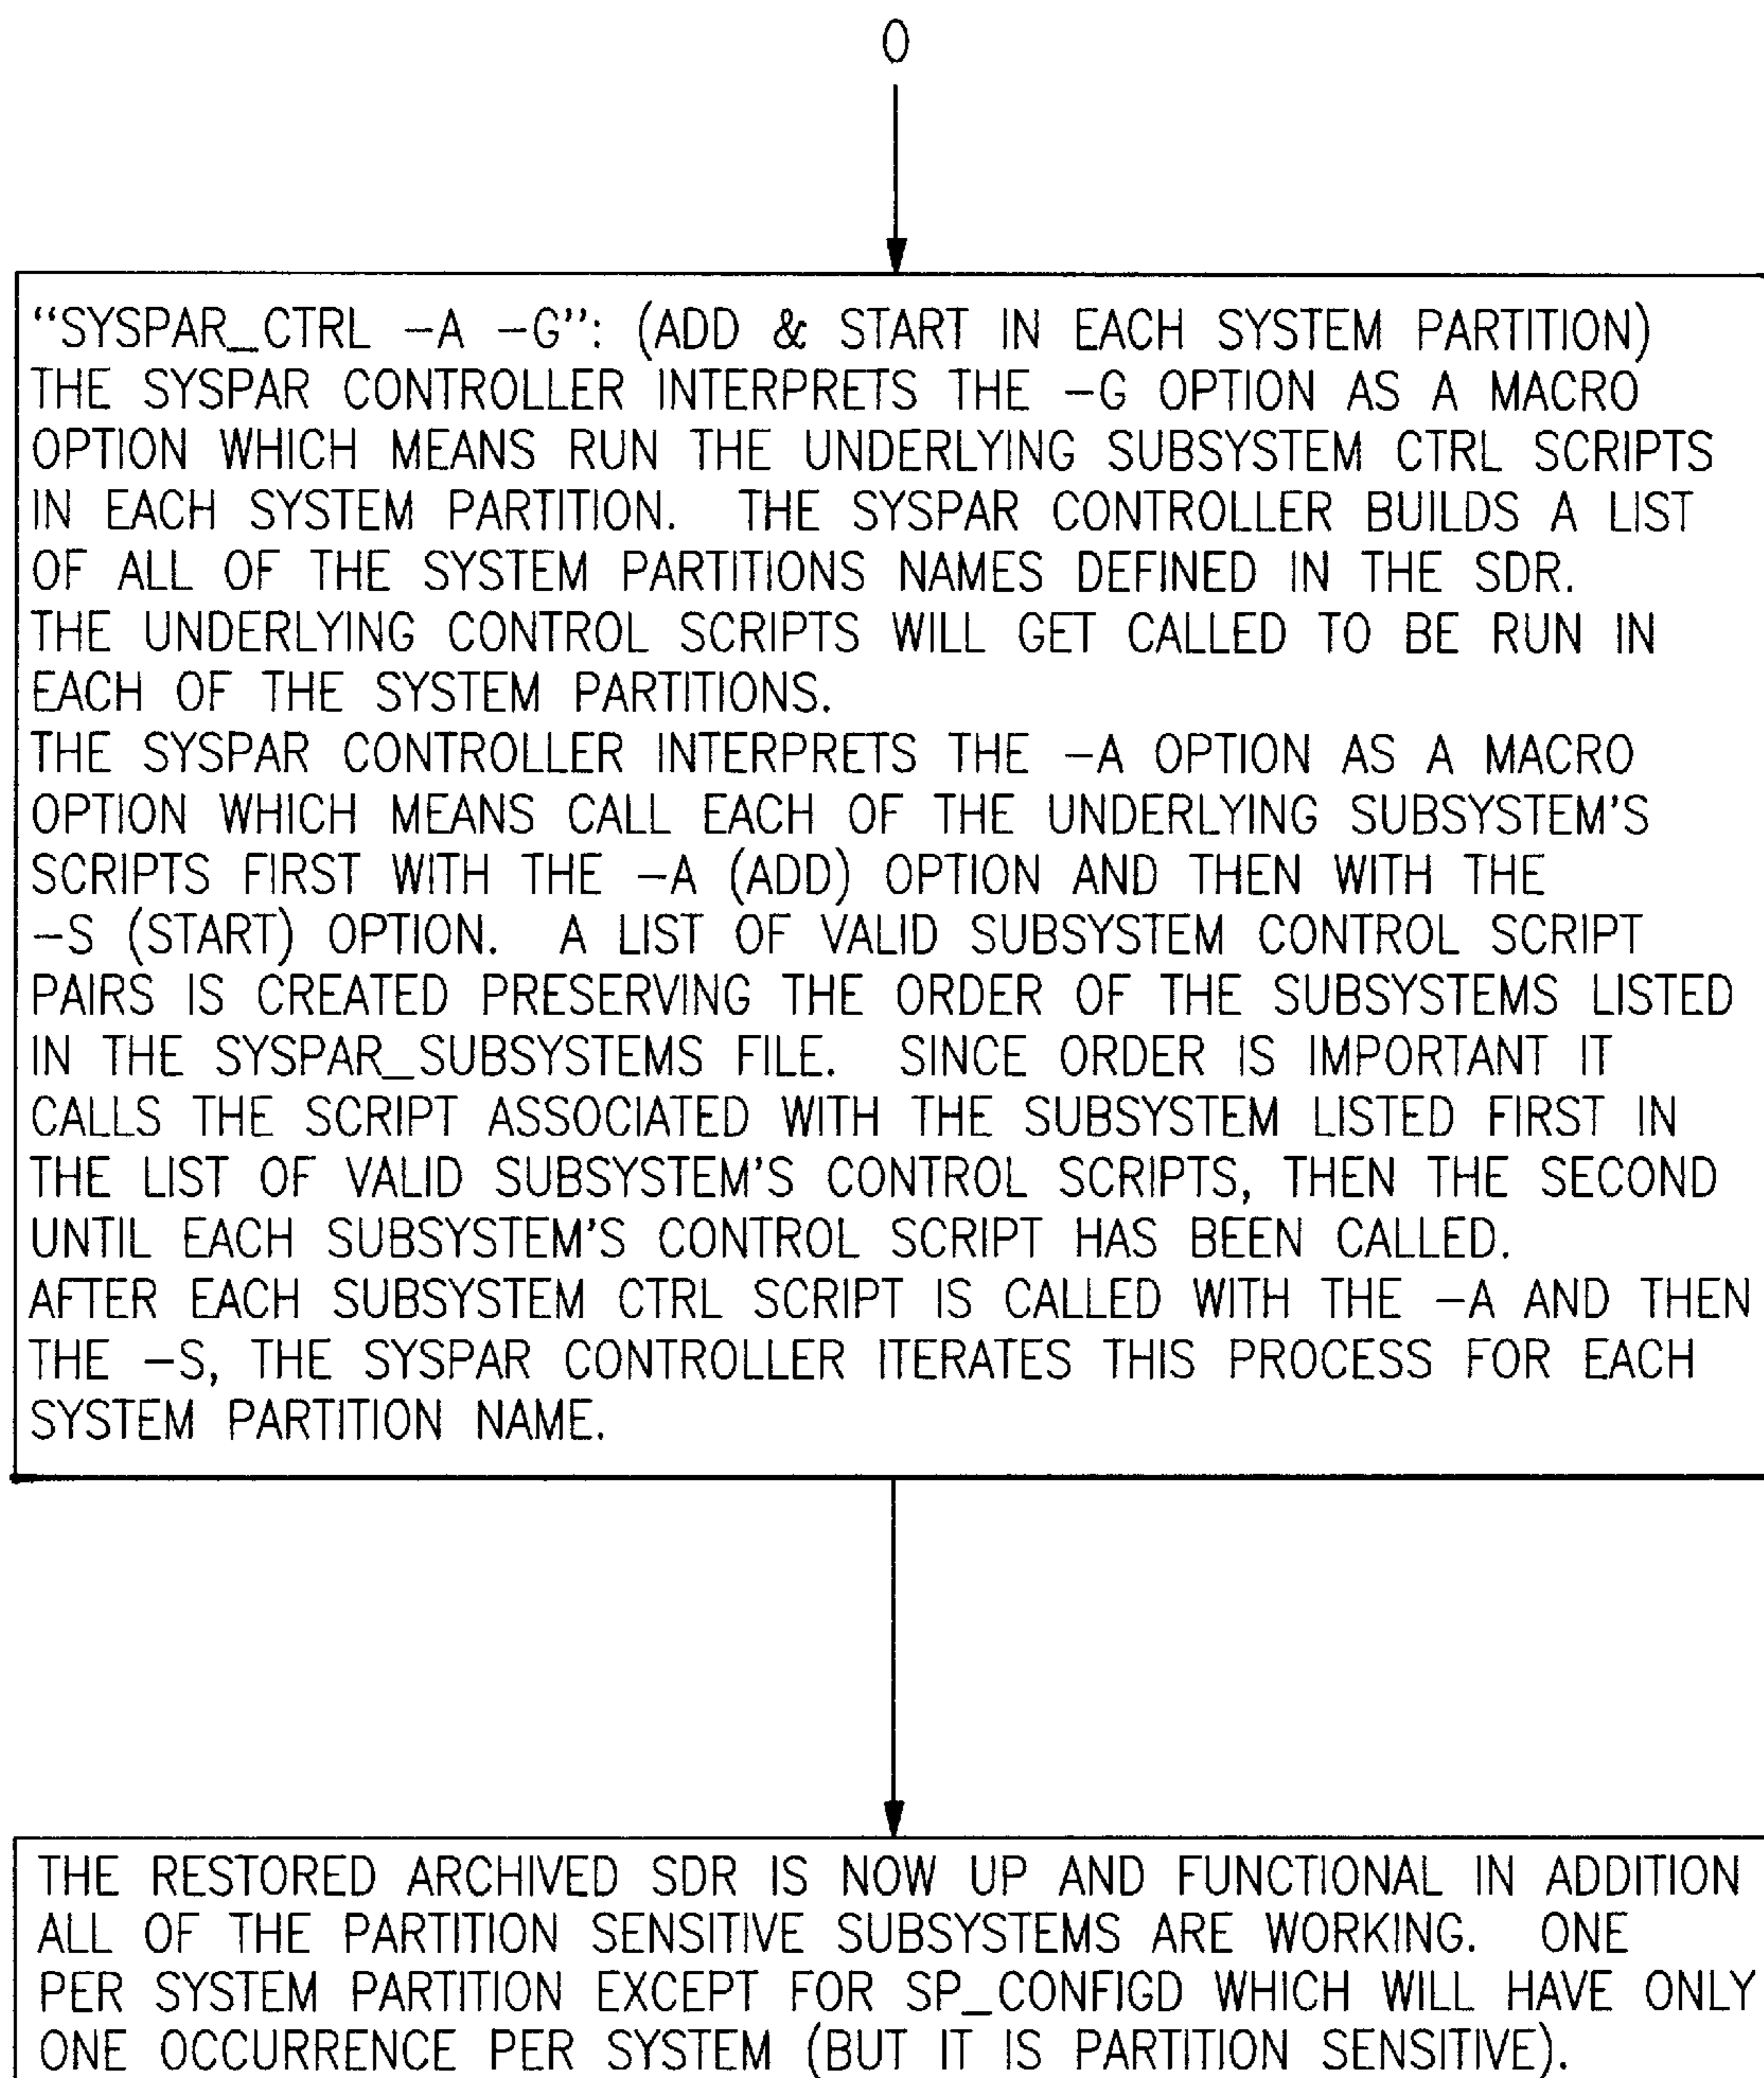 0
“SYSPAR_CTRL –A –G”: (ADD & START IN EACH SYSTEM PARTITION)
THE SYSPAR CONTROLLER INTERPRETS THE –G OPTION AS A MACRO
OPTION WHICH MEANS RUN THE UNDERLYING SUBSYSTEM CTRL SCRIPTS
IN EACH SYSTEM PARTITION. THE SYSPAR CONTROLLER BUILDS A LIST
OF ALL OF THE SYSTEM PARTITIONS NAMES DEFINED IN THE SDR.
THE UNDERLYING CONTROL SCRIPTS WILL GET CALLED TO BE RUN IN
EACH OF THE SYSTEM PARTITIONS.
THE SYSPAR CONTROLLER INTERPRETS THE –A OPTION AS A MACRO
OPTION WHICH MEANS CALL EACH OF THE UNDERLYING SUBSYSTEM'S
SCRIPTS FIRST WITH THE –A (ADD) OPTION AND THEN WITH THE
–S (START) OPTION. A LIST OF VALID SUBSYSTEM CONTROL SCRIPT
PAIRS IS CREATED PRESERVING THE ORDER OF THE SUBSYSTEMS LISTED
IN THE SYSPAR_SUBSYSTEMS FILE. SINCE ORDER IS IMPORTANT IT
CALLS THE SCRIPT ASSOCIATED WITH THE SUBSYSTEM LISTED FIRST IN
THE LIST OF VALID SUBSYSTEM'S CONTROL SCRIPTS, THEN THE SECOND
UNTIL EACH SUBSYSTEM'S CONTROL SCRIPT HAS BEEN CALLED.
AFTER EACH SUBSYSTEM CTRL SCRIPT IS CALLED WITH THE –A AND THEN
THE –S, THE SYSPAR CONTROLLER ITERATES THIS PROCESS FOR EACH
SYSTEM PARTITION NAME.
THE RESTORED ARCHIVED SDR IS NOW UP AND FUNCTIONAL IN ADDITION
ALL OF THE PARTITION SENSITIVE SUBSYSTEMS ARE WORKING. ONE
PER SYSTEM PARTITION EXCEPT FOR SP_CONFIGD WHICH WILL HAVE ONLY
ONE OCCURRENCE PER SYSTEM (BUT IT IS PARTITION SENSITIVE).